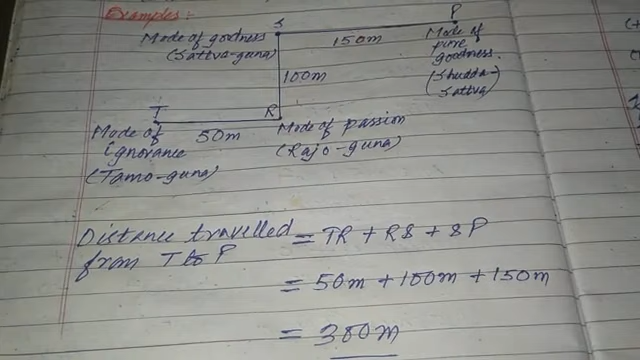 Examples:
S
P
Mode of goodness
(Sattva-guna)
150m
Mode of
pure
goodness.
(Shudda-
Sattva)
100m
T
R
50m
Mode of
ignorance
(Tamo-guna)
Mode of passion
(Rajo-guna)
Distance travelled
from T to P
= TR + RS + SP
= 50m + 100m + 150m
= 300m